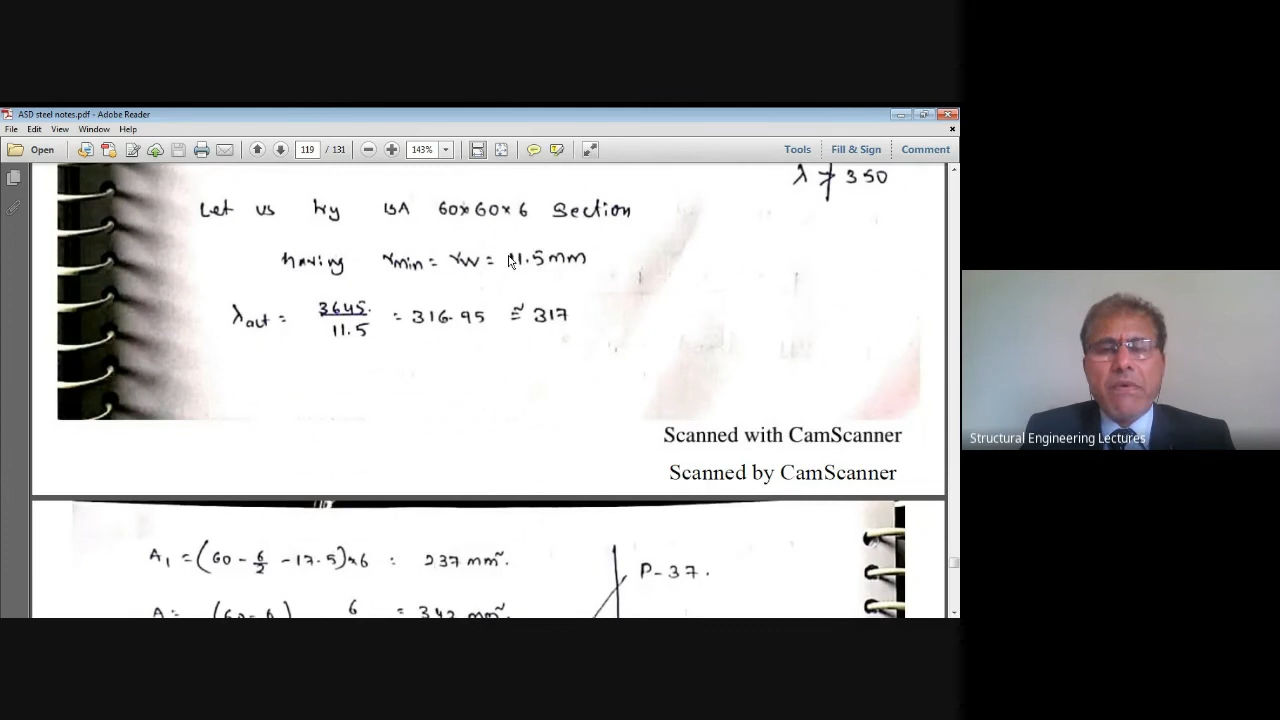 ASD steel notes.pdf - Adobe Reader
File Edit View Window Help
Open 119 / 131 143% Tools Fill & Sign Comment
λ ≯ 350
Let us try ISA 60×60×6 Section
having rmin = rvv = 11.5mm
λact = 3645 / 11.5 = 316.95 ≅ 317
Scanned with CamScanner
Scanned by CamScanner
A1 = (60 - 6/2 - 17.5)×6 = 237 mm²
P-37.
6 = 342 mm²
Structural Engineering Lectures